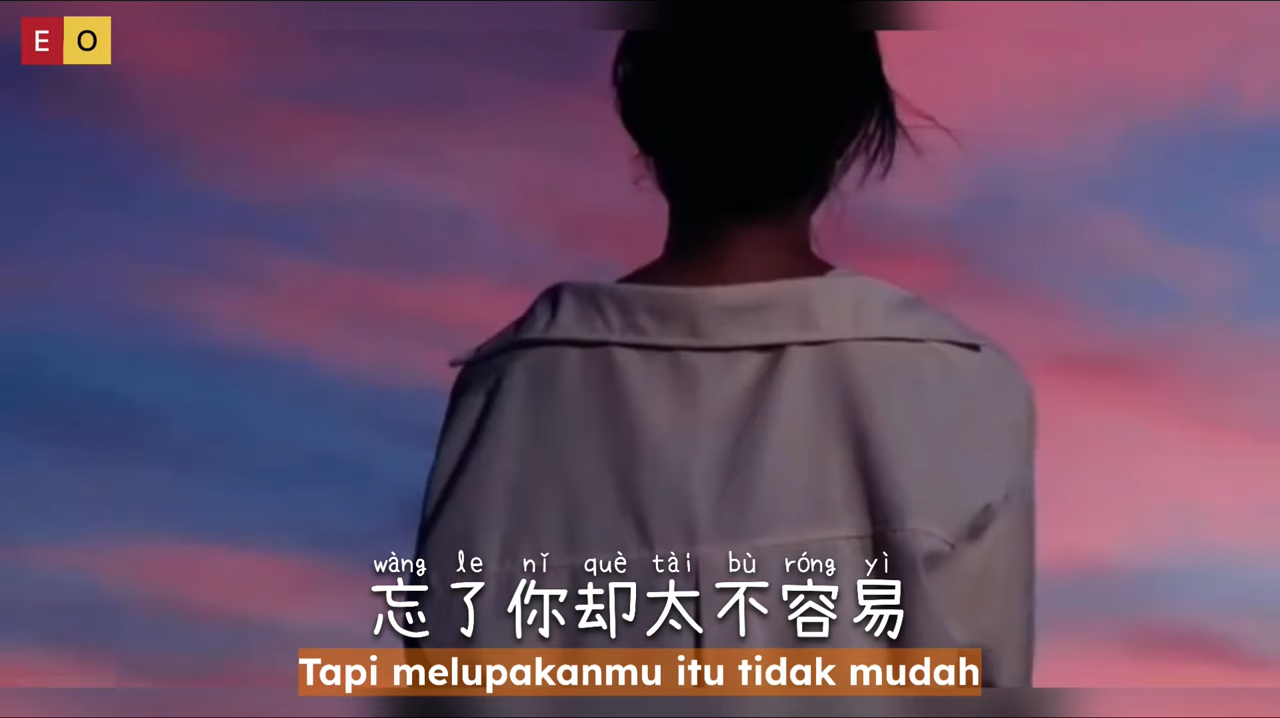 E O
wàng le nǐ què tài bù róng yì
忘了你却太不容易
Tapi melupakanmu itu tidak mudah